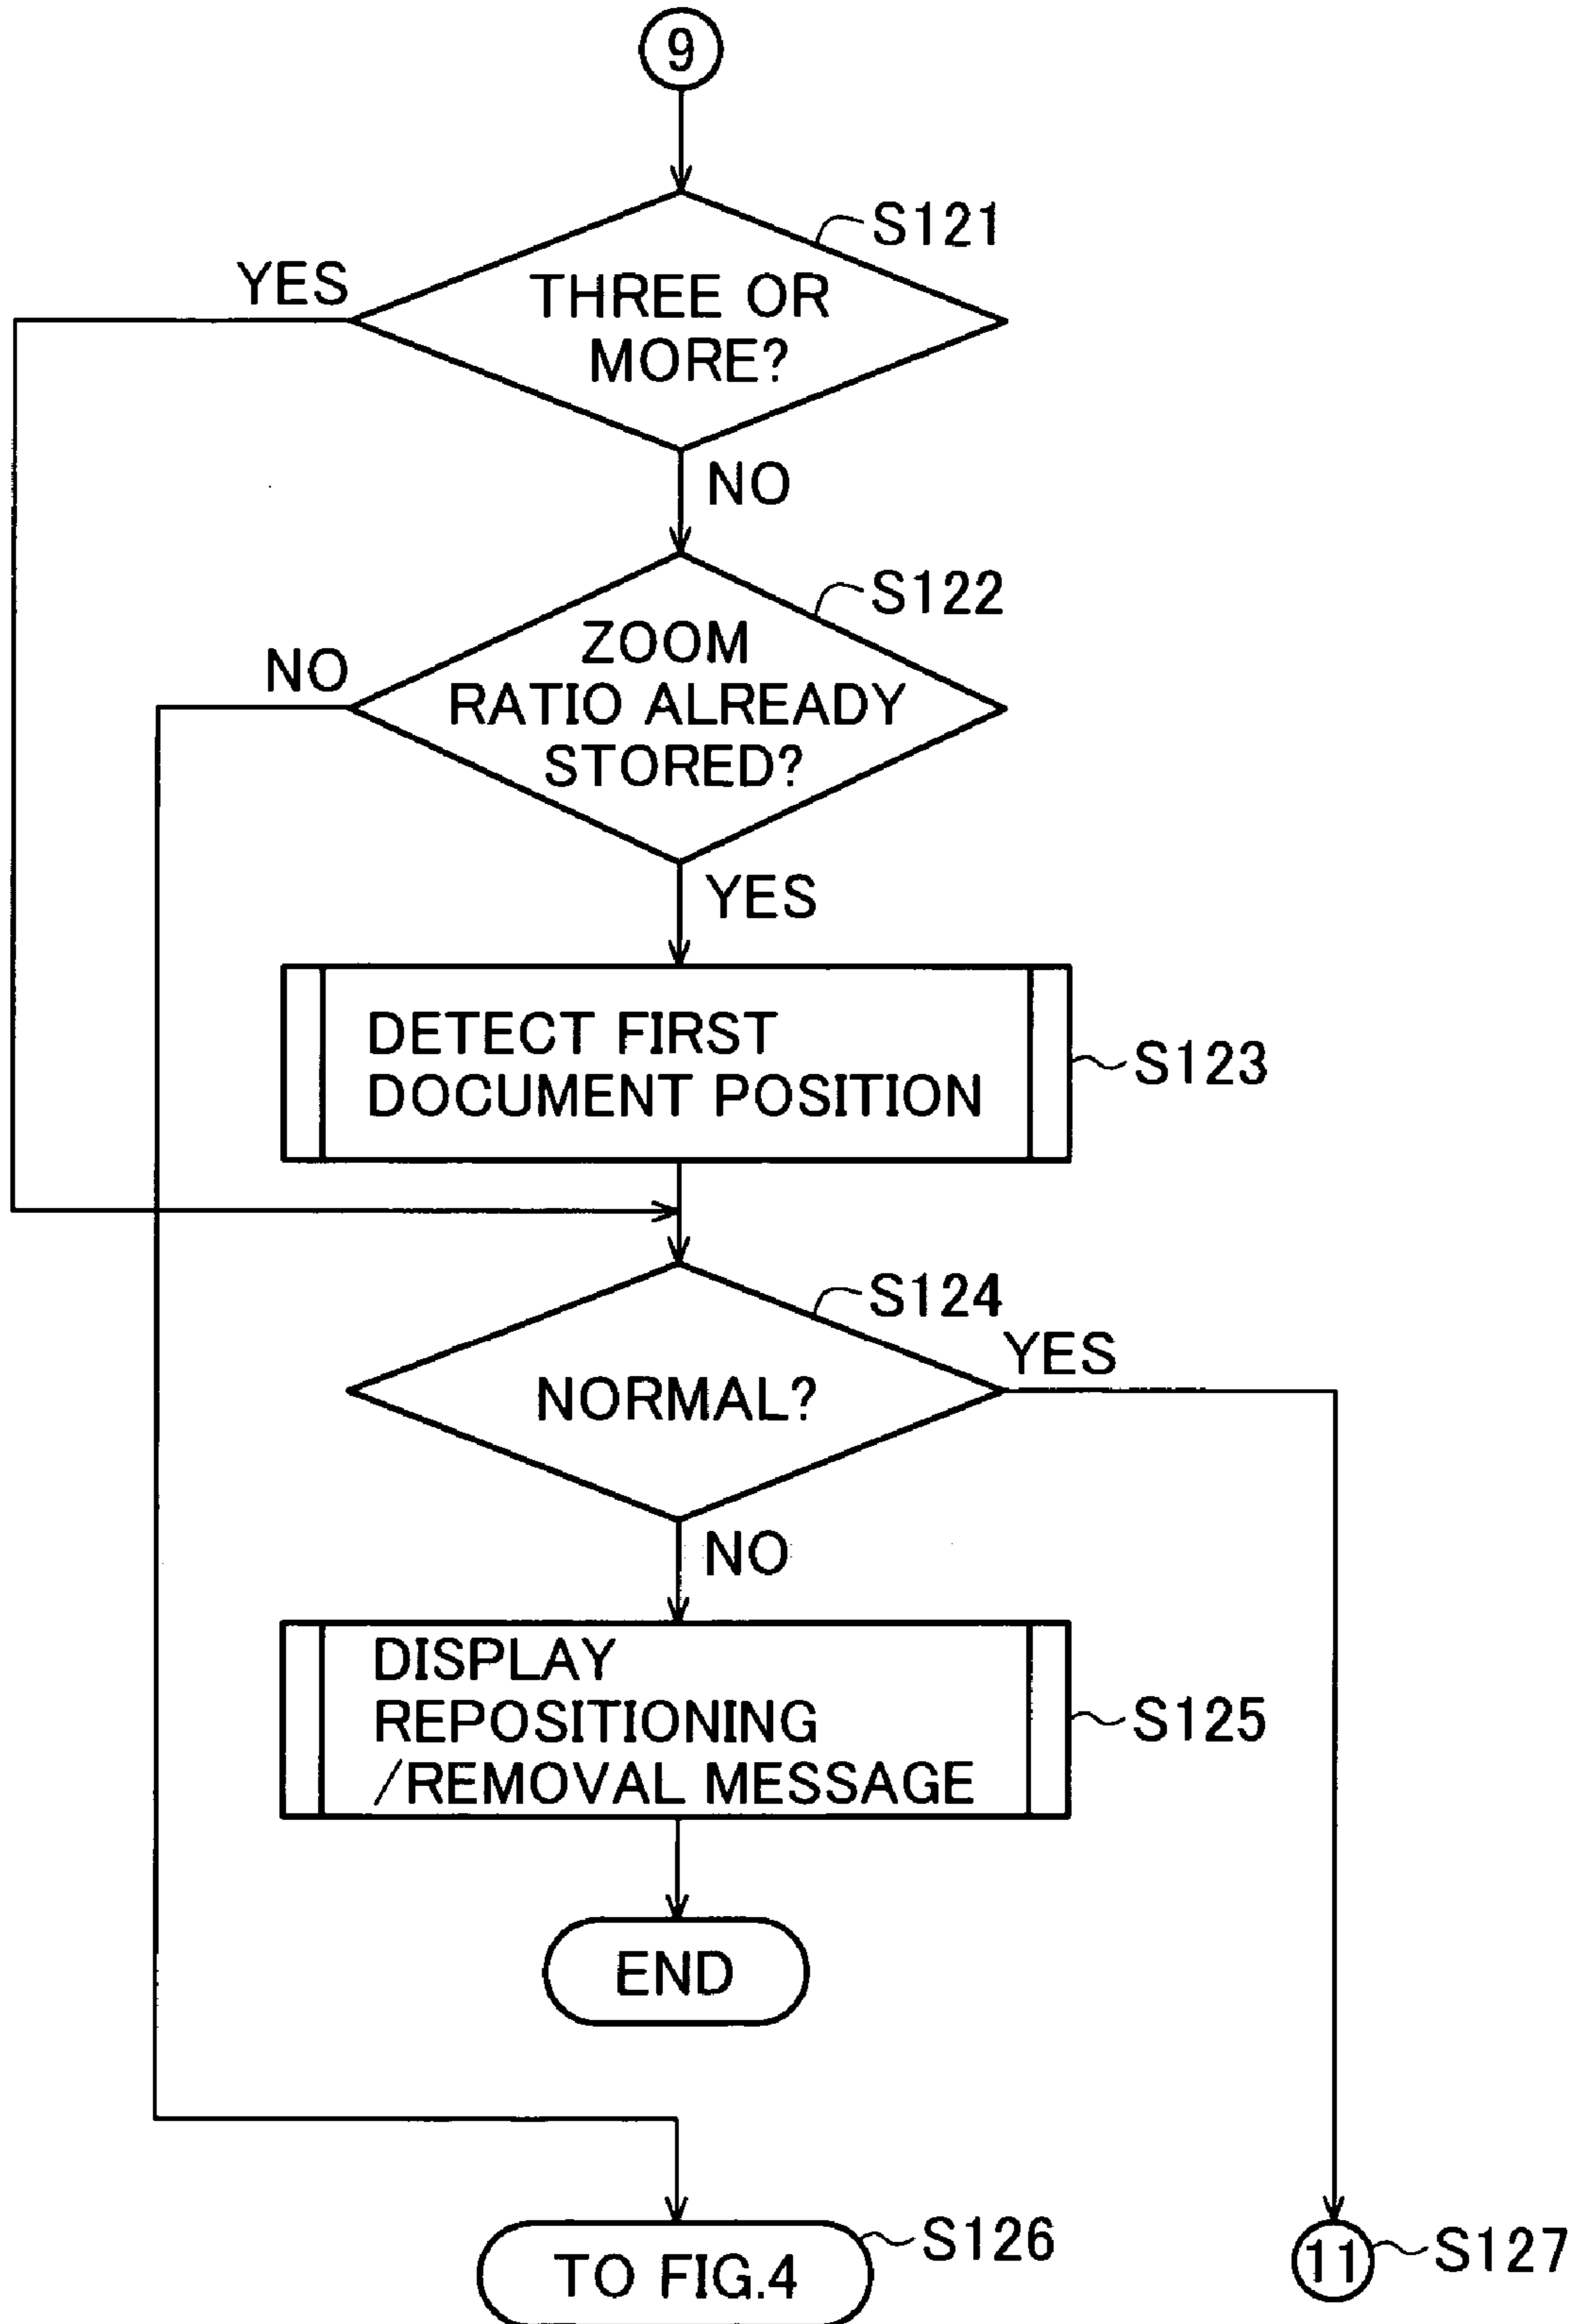 9
S121
YES
THREE OR
MORE?
NO
S122
NO
ZOOM
RATIO ALREADY
STORED?
YES
DETECT FIRST
DOCUMENT POSITION
S123
S124
YES
NORMAL?
NO
DISPLAY
REPOSITIONING
/REMOVAL MESSAGE
S125
END
S126
TO FIG.4
11
S127